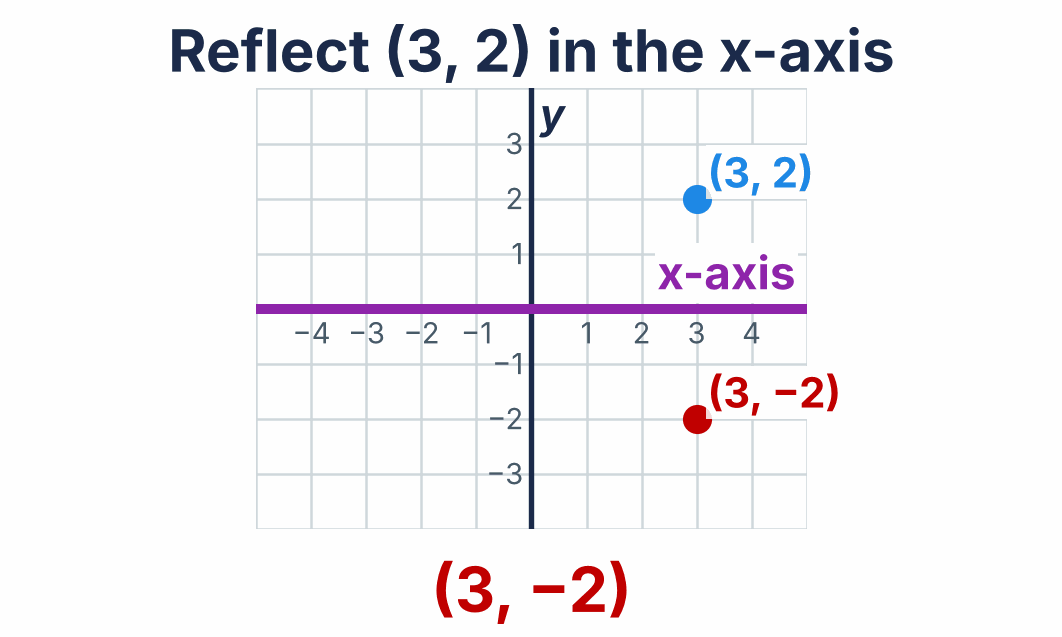 Reflect (3, 2) in the x-axis
y
3
(3, 2)
2
1
x-axis
−4 −3 −2 −1 1 2 3 4
−1
(3, −2)
−2
−3
(3, −2)